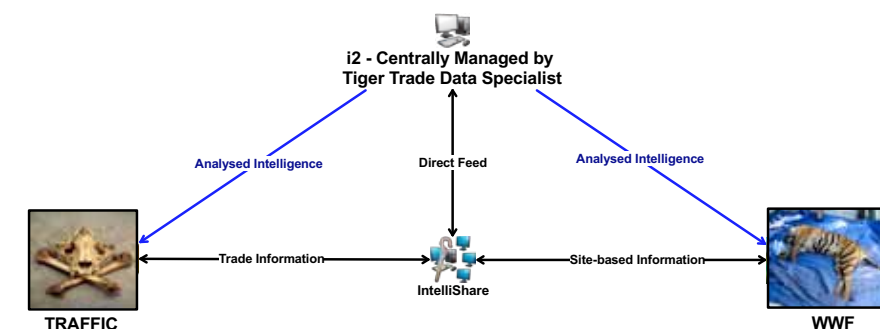 i2 - Centrally Managed by
Tiger Trade Data Specialist
Analysed Intelligence
Direct Feed
Analysed Intelligence
Trade Information
Site-based Information
IntelliShare
TRAFFIC
WWF